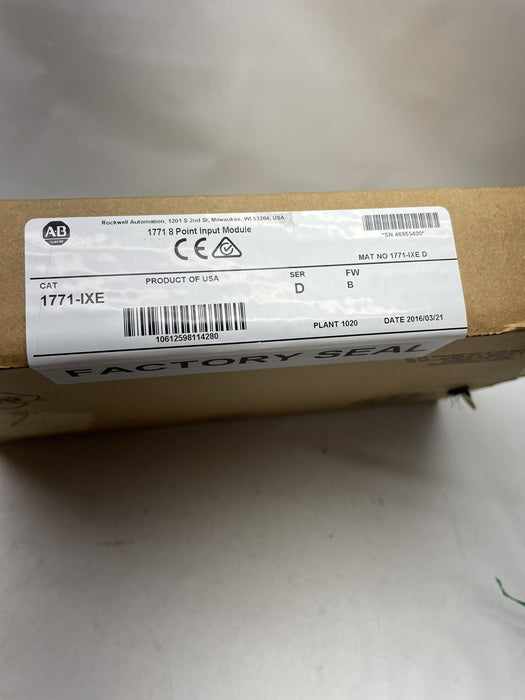 Rockwell Automation, 1201 S 2nd St, Milwaukee, WI 53204, USA
1771 8 Point Input Module
AB
CE
"SN 46955400"
MAT NO 1771-IXE D
CAT
PRODUCT OF USA
SER
FW
1771-IXE
D
B
10612598114280
PLANT 1020
DATE 2016/03/21
FACTORY SEAL